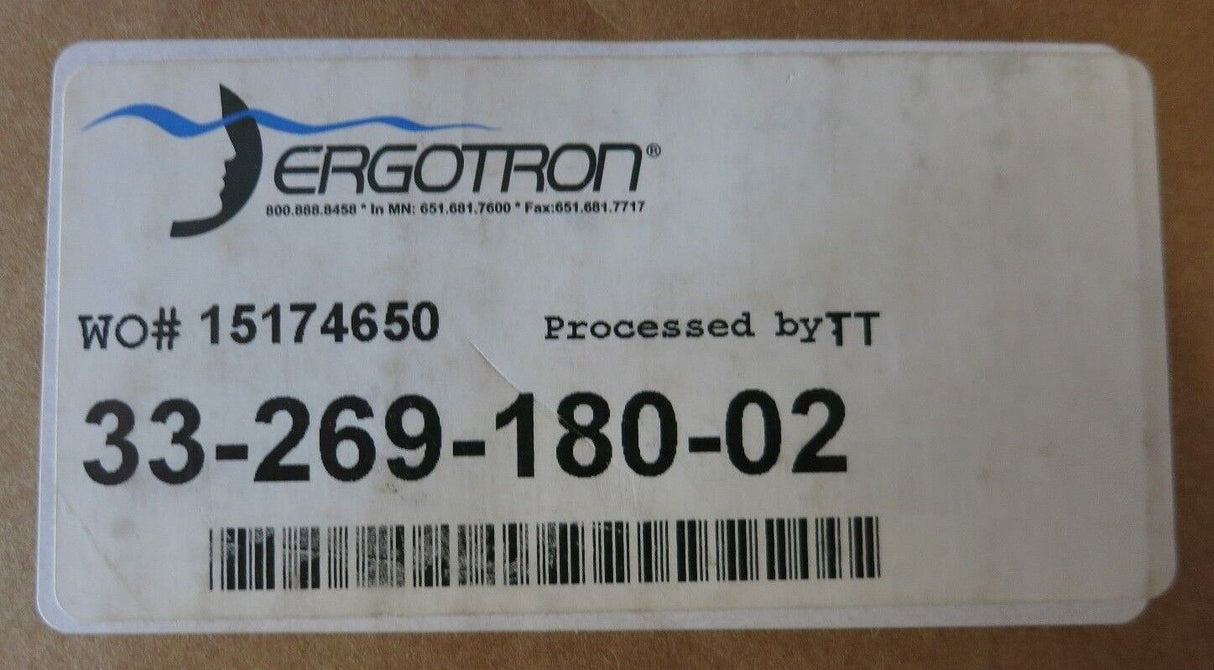 ERGOTRON®
800.888.8458 * In MN: 651.681.7600 * Fax:651.681.7717
WO# 15174650 Processed by TT
33-269-180-02